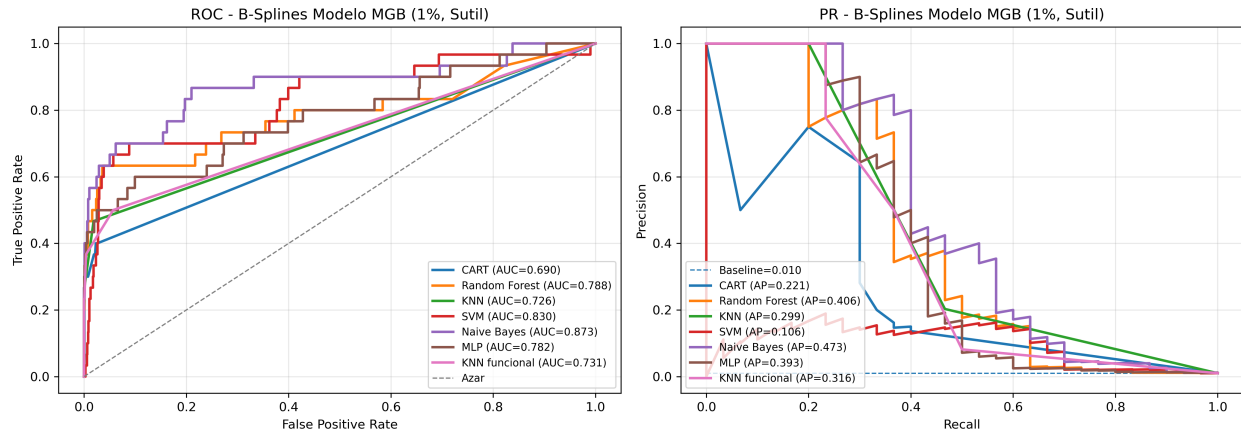 ROC - B-Splines Modelo MGB (1%, Sutil)
True Positive Rate
1.0
0.8
0.6
0.4
0.2
0.0
0.0 0.2 0.4 0.6 0.8 1.0
False Positive Rate
CART (AUC=0.690)
Random Forest (AUC=0.788)
KNN (AUC=0.726)
SVM (AUC=0.830)
Naive Bayes (AUC=0.873)
MLP (AUC=0.782)
KNN funcional (AUC=0.731)
Azar
PR - B-Splines Modelo MGB (1%, Sutil)
Precision
1.0
0.8
0.6
0.4
0.2
0.0
0.0 0.2 0.4 0.6 0.8 1.0
Recall
Baseline=0.010
CART (AP=0.221)
Random Forest (AP=0.406)
KNN (AP=0.299)
SVM (AP=0.106)
Naive Bayes (AP=0.473)
MLP (AP=0.393)
KNN funcional (AP=0.316)